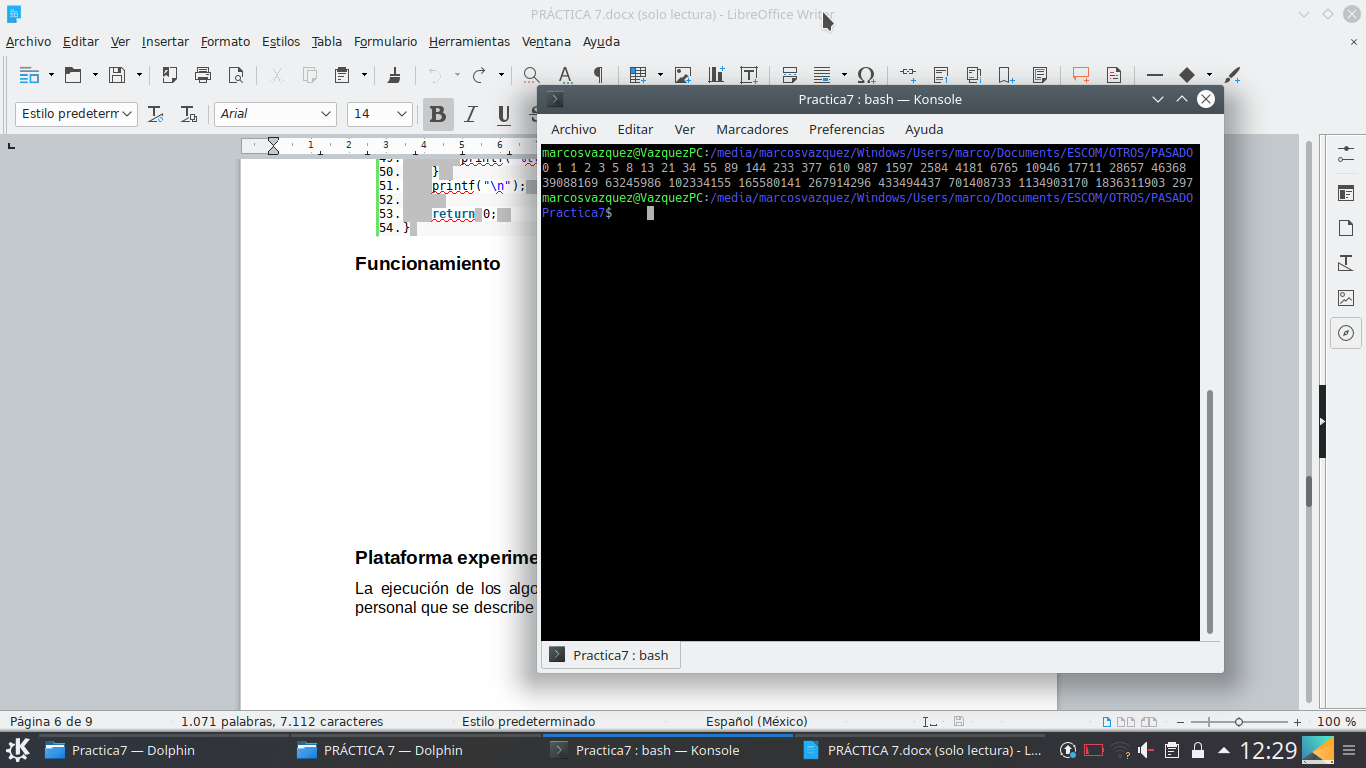 PRÁCTICA 7.docx (solo lectura) - LibreOffice Writer
Archivo Editar Ver Insertar Formato Estilos Tabla Formulario Herramientas Ventana Ayuda
Estilo predeterm Arial 14 B I U S
1 2 3 4 5 6
50. }
51. printf("\n");
52.
53. return 0;
54. }
Funcionamiento
Plataforma experime
La ejecución de los algo
personal que se describe
Practica7 : bash — Konsole
Archivo Editar Ver Marcadores Preferencias Ayuda
marcosvazquez@VazquezPC:/media/marcosvazquez/Windows/Users/marco/Documents/ESCOM/OTROS/PASADO
0 1 1 2 3 5 8 13 21 34 55 89 144 233 377 610 987 1597 2584 4181 6765 10946 17711 28657 46368
39088169 63245986 102334155 165580141 267914296 433494437 701408733 1134903170 1836311903 297
marcosvazquez@VazquezPC:/media/marcosvazquez/Windows/Users/marco/Documents/ESCOM/OTROS/PASADO
Practica7$
Practica7 : bash
Página 6 de 9 1.071 palabras, 7.112 caracteres Estilo predeterminado Español (México) 100 %
Practica7 — Dolphin PRÁCTICA 7 — Dolphin Practica7 : bash — Konsole PRÁCTICA 7.docx (solo lectura) - L... 12:29